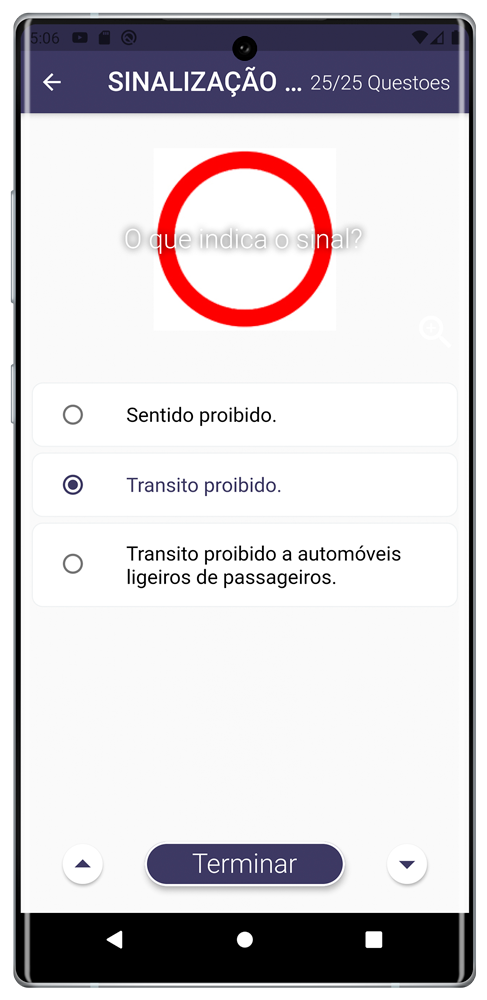 5:06
SINALIZAÇÃO ... 25/25 Questoes
O que indica o sinal?
Sentido proibido.
Transito proibido.
Transito proibido a automóveis
ligeiros de passageiros.
Terminar